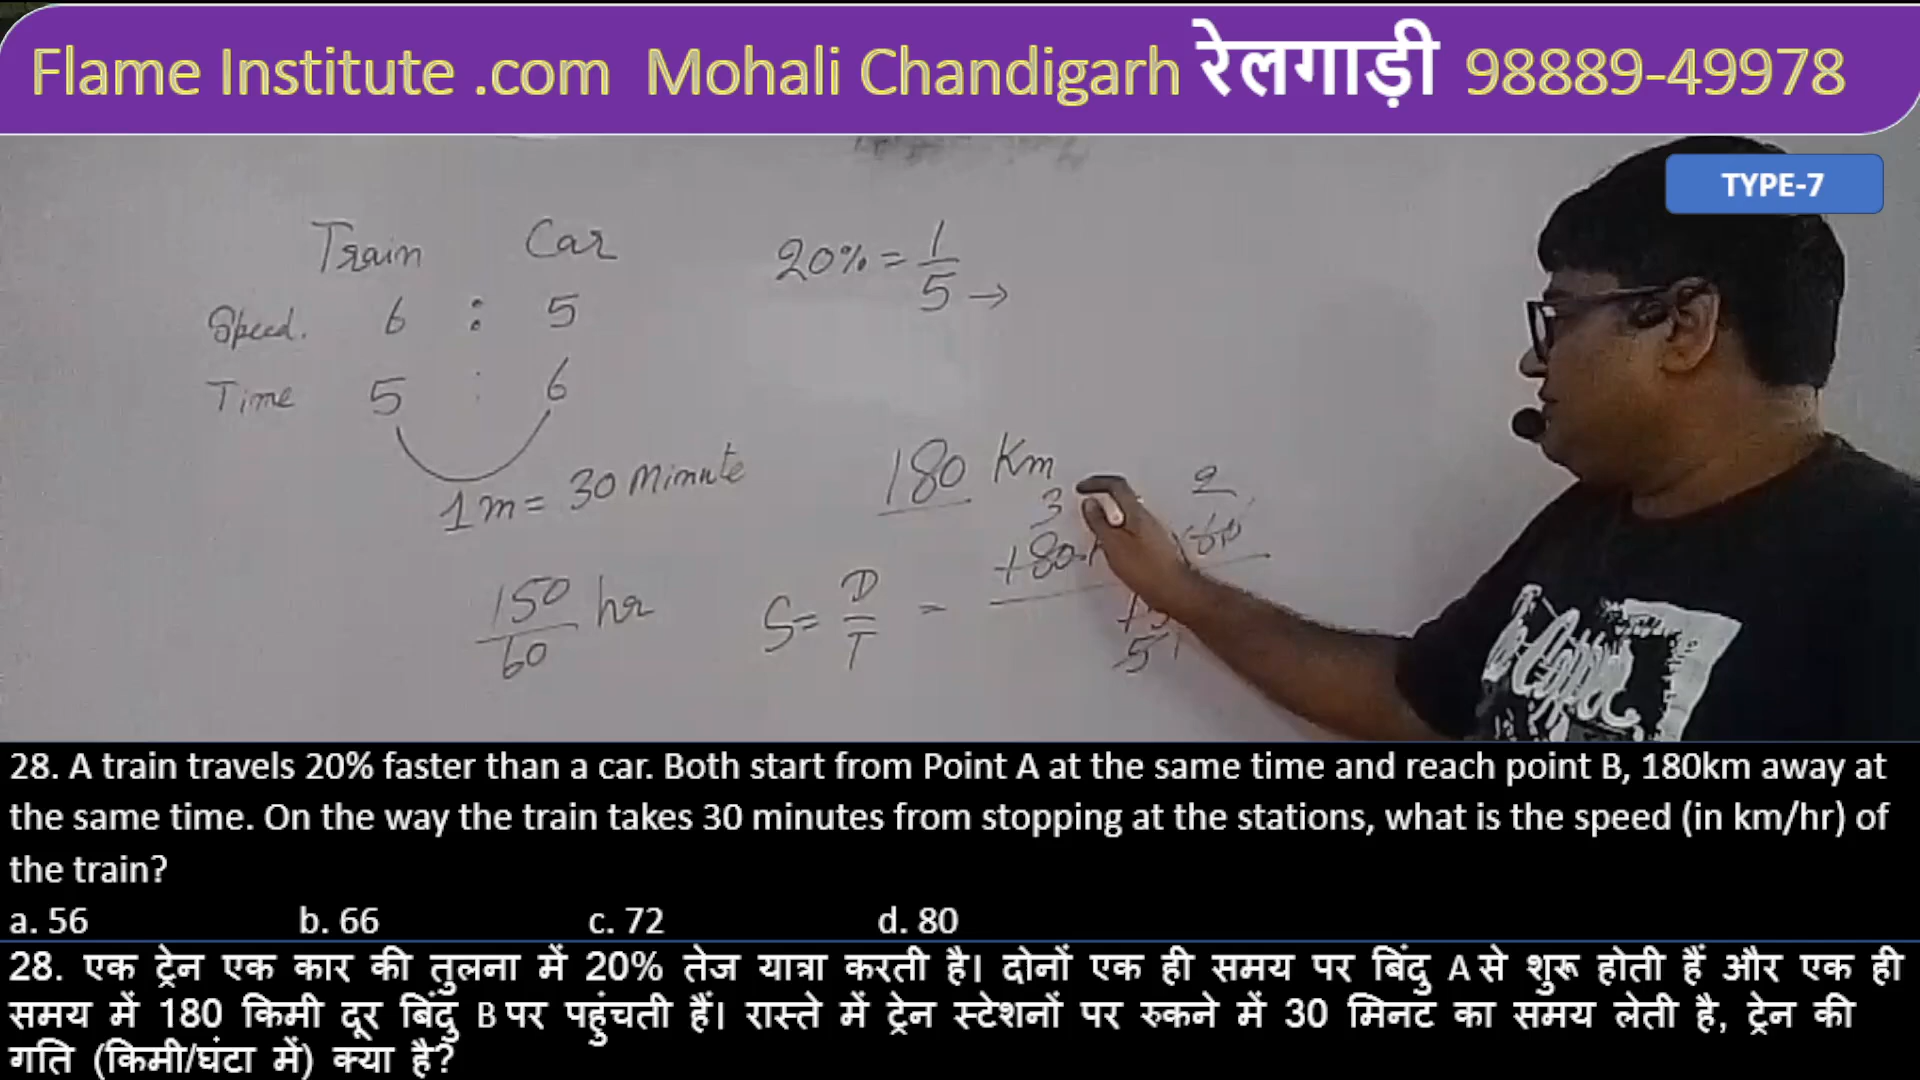 Flame Institute .com Mohali Chandigarh रेलगाड़ी 98889-49978
TYPE-7
Train Car 20% = 1/5 →
Speed. 6 : 5
Time 5 : 6
1m = 30 Minute 180 Km
3 2
180 60
150/60 hr S = D/T =
5
28. A train travels 20% faster than a car. Both start from Point A at the same time and reach point B, 180km away at
the same time. On the way the train takes 30 minutes from stopping at the stations, what is the speed (in km/hr) of
the train?
a. 56 b. 66 c. 72 d. 80
28. एक ट्रेन एक कार की तुलना में 20% तेज यात्रा करती है। दोनों एक ही समय पर बिंदु A से शुरू होती हैं और एक ही
समय में 180 किमी दूर बिंदु B पर पहुंचती हैं। रास्ते में ट्रेन स्टेशनों पर रुकने में 30 मिनट का समय लेती है, ट्रेन की
गति (किमी/घंटा में) क्या है?